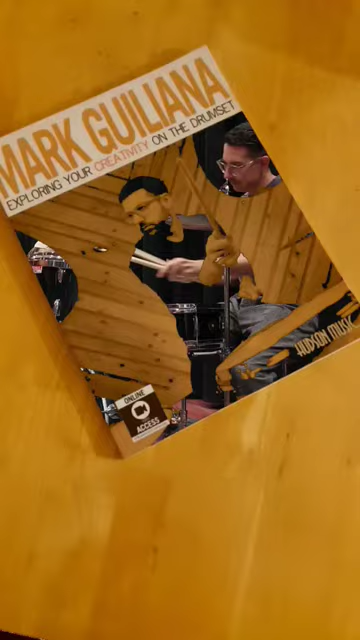 MARK GUILIANA
EXPLORING YOUR CREATIVITY ON THE DRUMSET
HUDSON MUSIC
ONLINE
ACCESS